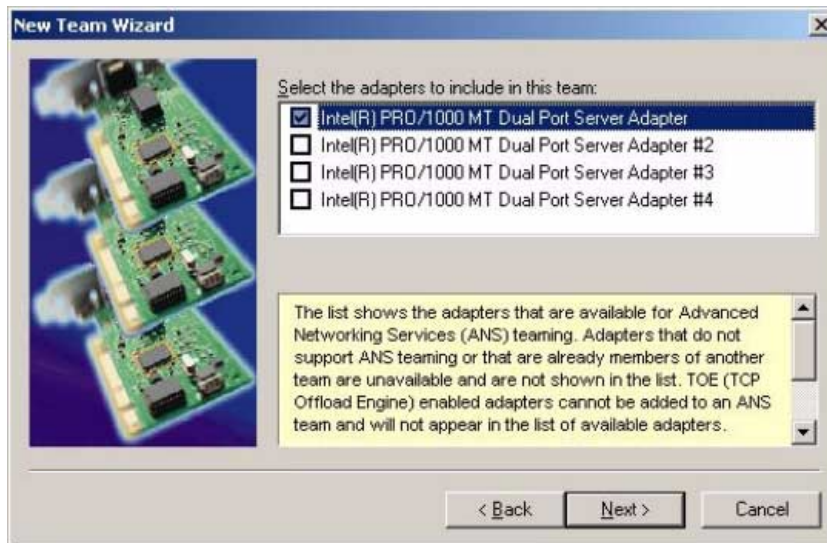 New Team Wizard
Select the adapters to include in this team:
Intel(R) PRO/1000 MT Dual Port Server Adapter
Intel(R) PRO/1000 MT Dual Port Server Adapter #2
Intel(R) PRO/1000 MT Dual Port Server Adapter #3
Intel(R) PRO/1000 MT Dual Port Server Adapter #4
The list shows the adapters that are available for Advanced
Networking Services (ANS) teaming. Adapters that do not
support ANS teaming or that are already members of another
team are unavailable and are not shown in the list. TOE (TCP
Offload Engine) enabled adapters cannot be added to an ANS
team and will not appear in the list of available adapters.
< Back
Next >
Cancel